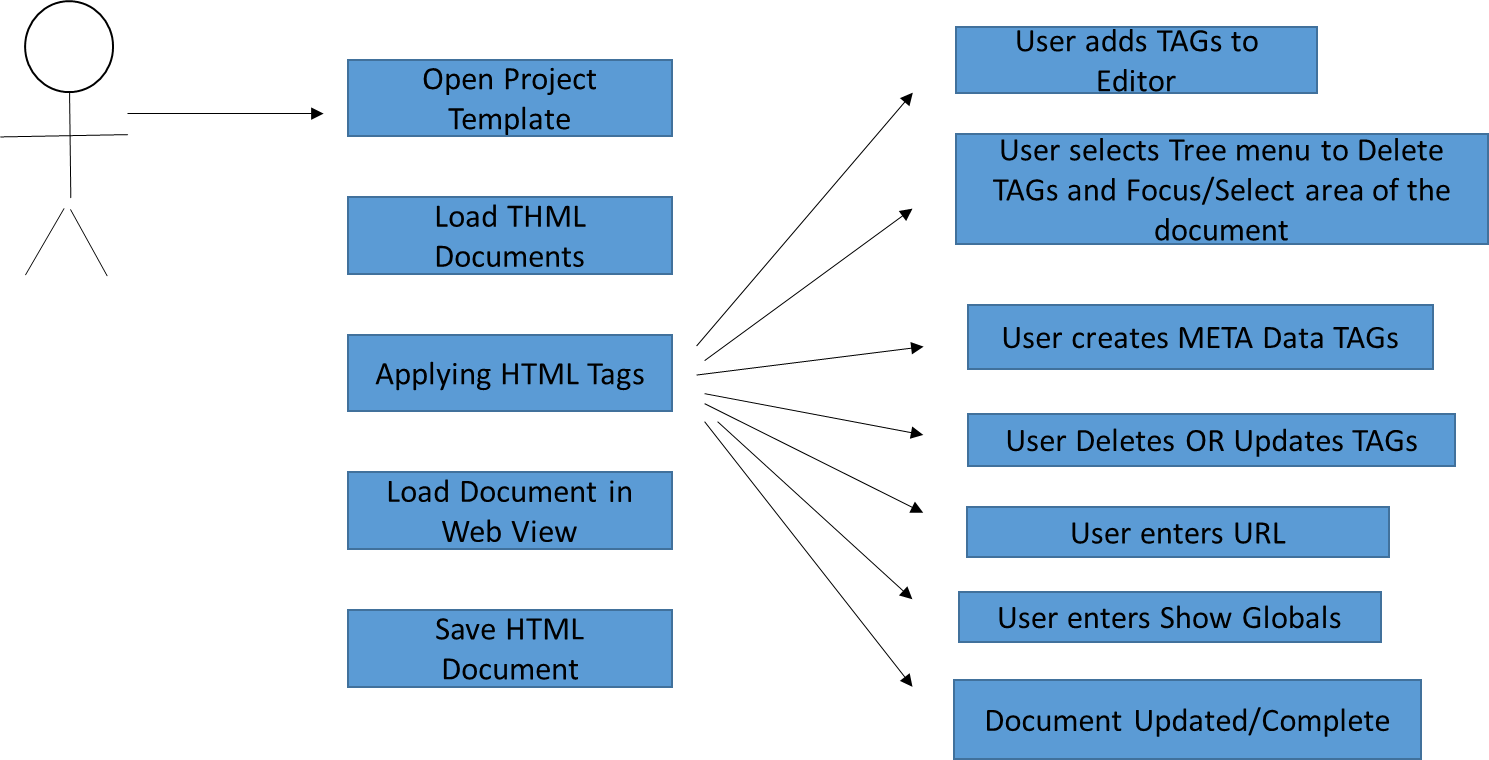 Open Project
Template
Load THML
Documents
Applying HTML Tags
Load Document in
Web View
Save HTML
Document
User adds TAGs to
Editor
User selects Tree menu to Delete
TAGs and Focus/Select area of the
document
User creates META Data TAGs
User Deletes OR Updates TAGs
User enters URL
User enters Show Globals
Document Updated/Complete